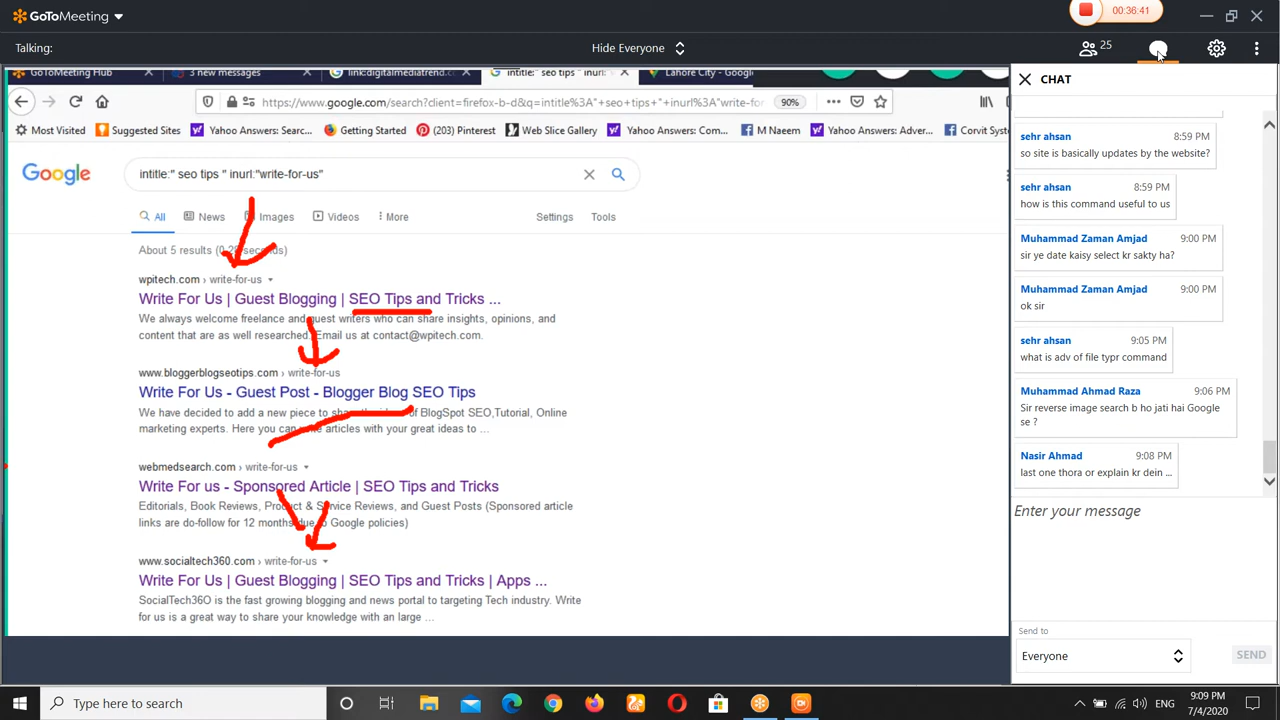 GoToMeeting
00:36:41
Talking:
Hide Everyone
25
GoToMeeting Hub
3 new messages
link:digitalmediatrend.c
intitle:" seo tips " inurl:"
Lahore City - Googl
https://www.google.com/search?client=firefox-b-d&q=intitle%3A"+seo+tips+"+inurl%3A"write-fo
90%
Most Visited
Suggested Sites
Yahoo Answers: Searc...
Getting Started
(203) Pinterest
Web Slice Gallery
Yahoo Answers: Com...
M Naeem
Yahoo Answers: Adver...
Corvit System
Google
intitle:" seo tips " inurl:"write-for-us"
All
News
Images
Videos
More
Settings
Tools
About 5 results (0.28 seconds)
wpitech.com › write-for-us
Write For Us | Guest Blogging | SEO Tips and Tricks ...
We always welcome freelance and guest writers who can share insights, opinions, and
content that are as well researched. Email us at contact@wpitech.com.
www.bloggerblogseotips.com › write-for-us
Write For Us - Guest Post - Blogger Blog SEO Tips
We have decided to add a new piece to share the ideas of BlogSpot SEO,Tutorial, Online
marketing experts. Here you can write articles with your great ideas to ...
webmedsearch.com › write-for-us
Write For us - Sponsored Article | SEO Tips and Tricks
Editorials, Book Reviews, Product & Service Reviews, and Guest Posts (Sponsored article
links are do-follow for 12 months due to Google policies)
www.socialtech360.com › write-for-us
Write For Us | Guest Blogging | SEO Tips and Tricks | Apps ...
SocialTech36O is the fast growing blogging and news portal to targeting Tech industry. Write
for us is a great way to share your knowledge with an large ...
CHAT
sehr ahsan 8:59 PM
so site is basically updates by the website?
sehr ahsan 8:59 PM
how is this command useful to us
Muhammad Zaman Amjad 9:00 PM
sir ye date kaisy select kr sakty ha?
Muhammad Zaman Amjad 9:00 PM
ok sir
sehr ahsan 9:05 PM
what is adv of file typr command
Muhammad Ahmad Raza 9:06 PM
Sir reverse image search b ho jati hai Google
se ?
Nasir Ahmad 9:08 PM
last one thora or explain kr dein ...
Enter your message
Send to
Everyone
SEND
Type here to search
ENG
9:09 PM
7/4/2020